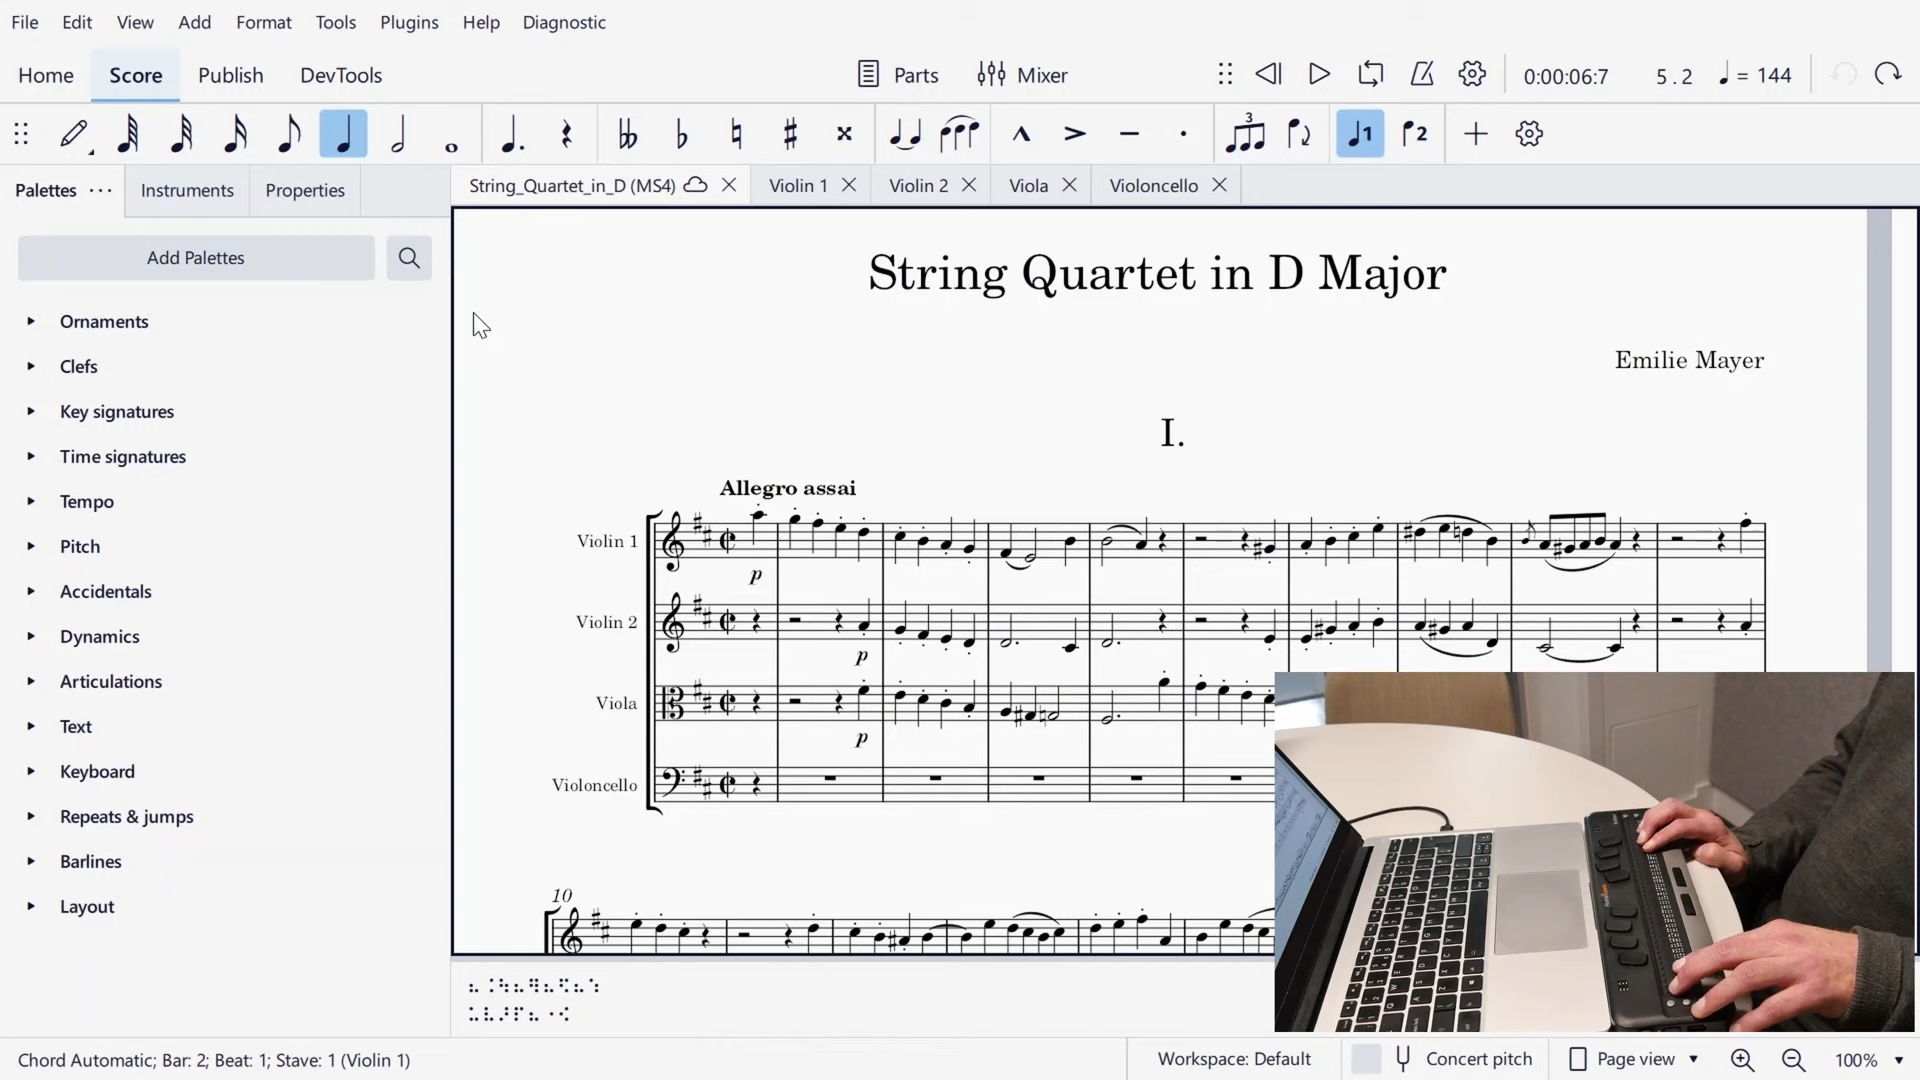 File Edit View Add Format Tools Plugins Help Diagnostic
Home Score Publish DevTools Parts Mixer 0:00:06:7 5 . 2 = 144
3 1 2
Palettes ··· Instruments Properties
String_Quartet_in_D (MS4) Violin 1 Violin 2 Viola Violoncello
Add Palettes
Ornaments
Clefs
Key signatures
Time signatures
Tempo
Pitch
Accidentals
Dynamics
Articulations
Text
Keyboard
Repeats & jumps
Barlines
Layout
String Quartet in D Major
Emilie Mayer
I.
Allegro assai
Violin 1
p
Violin 2
p
Viola
p
Violoncello
10
Chord Automatic; Bar: 2; Beat: 1; Stave: 1 (Violin 1) Workspace: Default Concert pitch Page view 100%